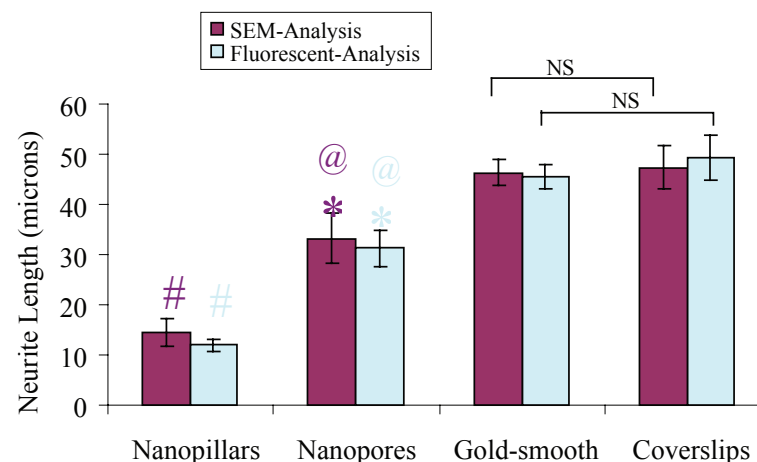 SEM-Analysis
Fluorescent-Analysis
NS
NS
Neurite Length (microns)
60
50
40
30
20
10
0
@ @
* *
# #
Nanopillars Nanopores Gold-smooth Coverslips